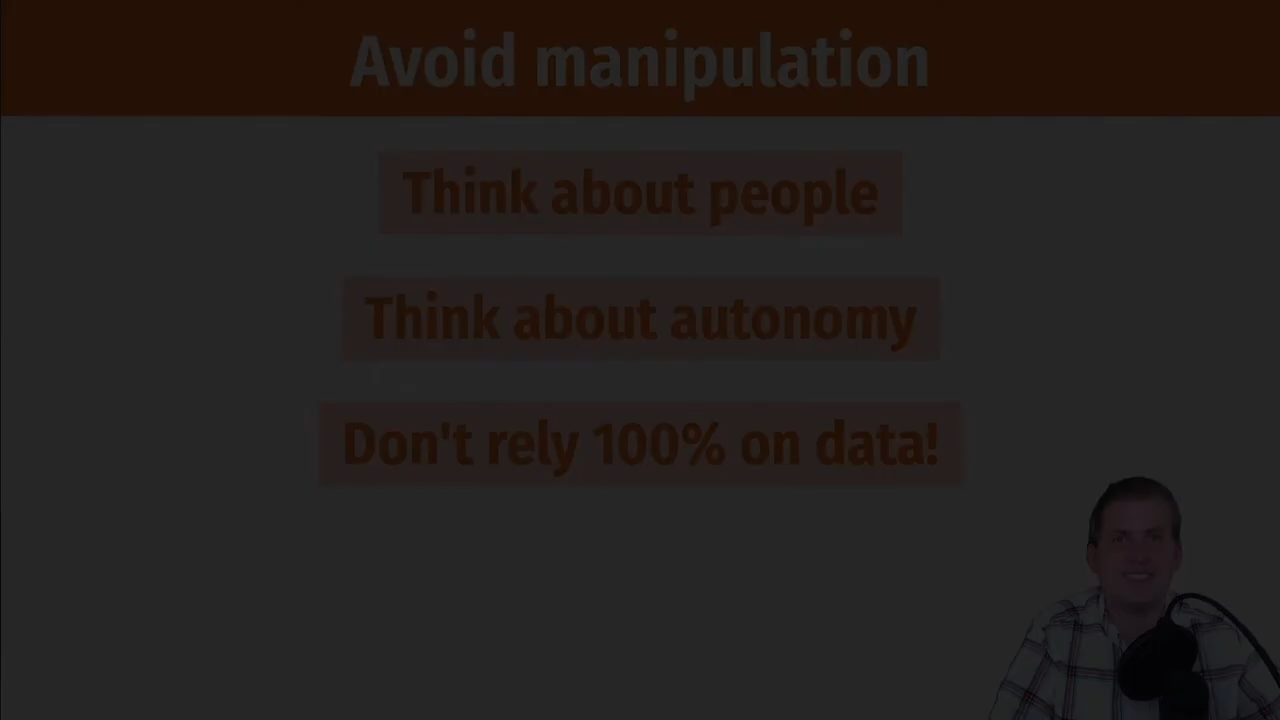 Avoid manipulation
Think about people
Think about autonomy
Don't rely 100% on data!